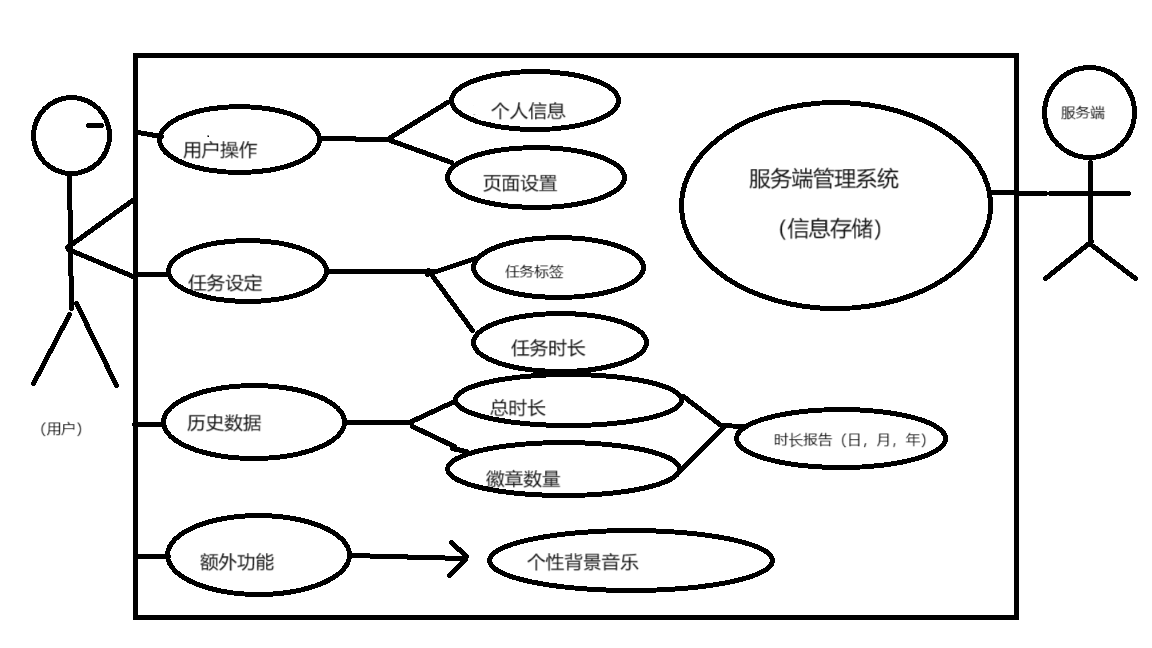 个人信息
用户操作
页面设置
任务设定
任务标签
任务时长
历史数据
总时长
徽章数量
时长报告（日，月，年）
额外功能
个性背景音乐
服务端管理系统
（信息存储）
服务端
（用户）